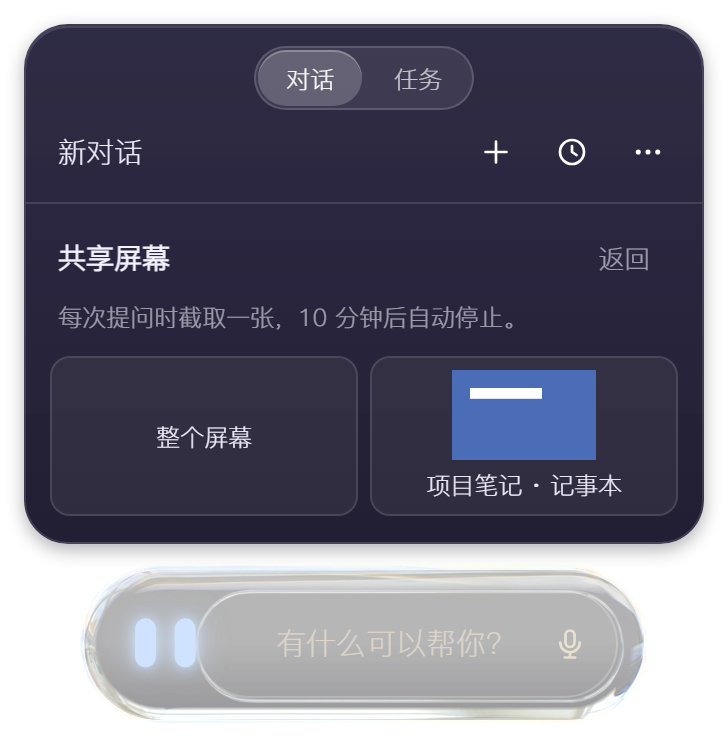 对话 任务
新对话
共享屏幕 返回
每次提问时截取一张，10 分钟后自动停止。
整个屏幕
项目笔记 · 记事本
有什么可以帮你？